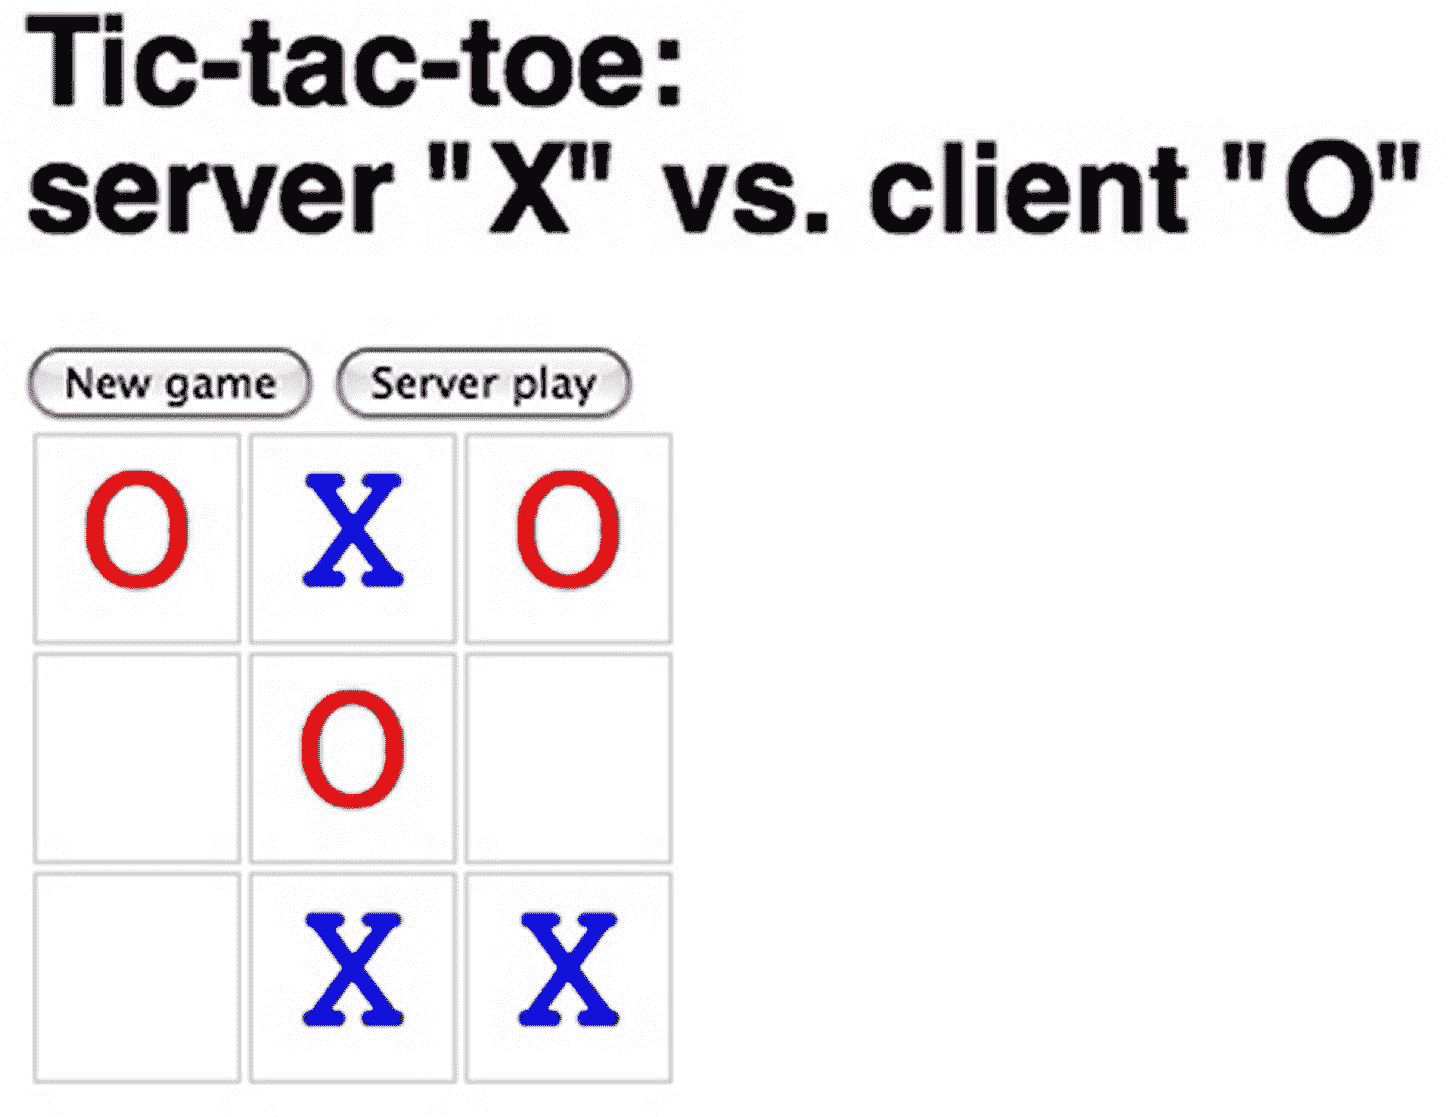 Tic-tac-toe:
server "X" vs. client "O"
New game Server play
O X O
O
X X